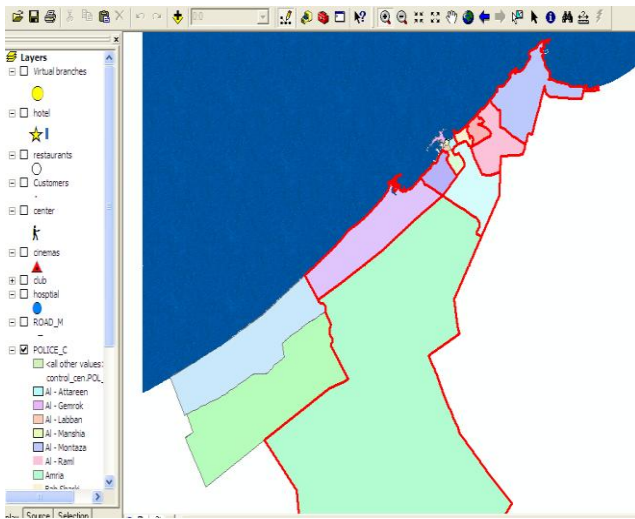 Layers
Virtual branches
hotel
restaurants
Customers
center
cinemas
club
hosptial
ROAD_M
POLICE_C
<all other values:
control_cen.POL_
Al - Attareen
Al - Gemrok
Al - Labban
Al - Manshia
Al - Montaza
Al - Raml
Amria
Source
Selection